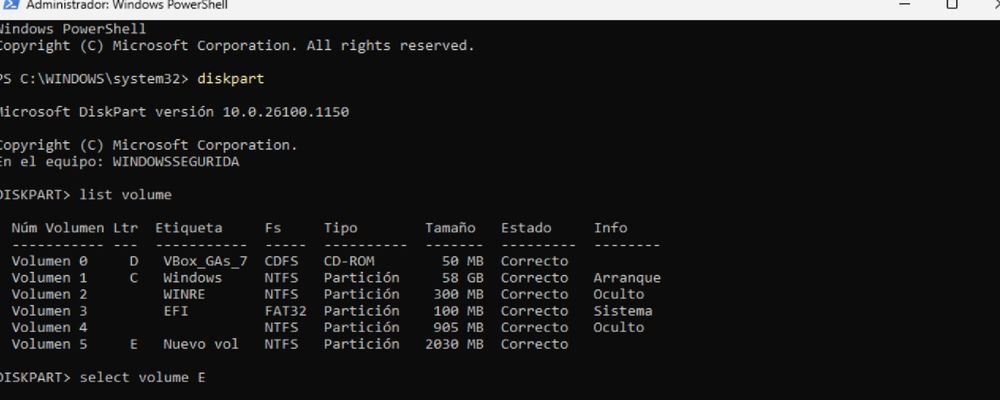 Administrador: Windows PowerShell
Windows PowerShell
Copyright (C) Microsoft Corporation. All rights reserved.
PS C:\WINDOWS\system32> diskpart
Microsoft DiskPart versión 10.0.26100.1150
Copyright (C) Microsoft Corporation.
En el equipo: WINDOWSSEGURIDA
DISKPART> list volume
Núm Volumen Ltr Etiqueta Fs Tipo Tamaño Estado Info
----------- --- ----------- ----- ---------- ------- --------- --------
Volumen 0 D VBox_GAs_7 CDFS CD-ROM 50 MB Correcto
Volumen 1 C Windows NTFS Partición 58 GB Correcto Arranque
Volumen 2 WINRE NTFS Partición 300 MB Correcto Oculto
Volumen 3 EFI FAT32 Partición 100 MB Correcto Sistema
Volumen 4 NTFS Partición 905 MB Correcto Oculto
Volumen 5 E Nuevo vol NTFS Partición 2030 MB Correcto
DISKPART> select volume E